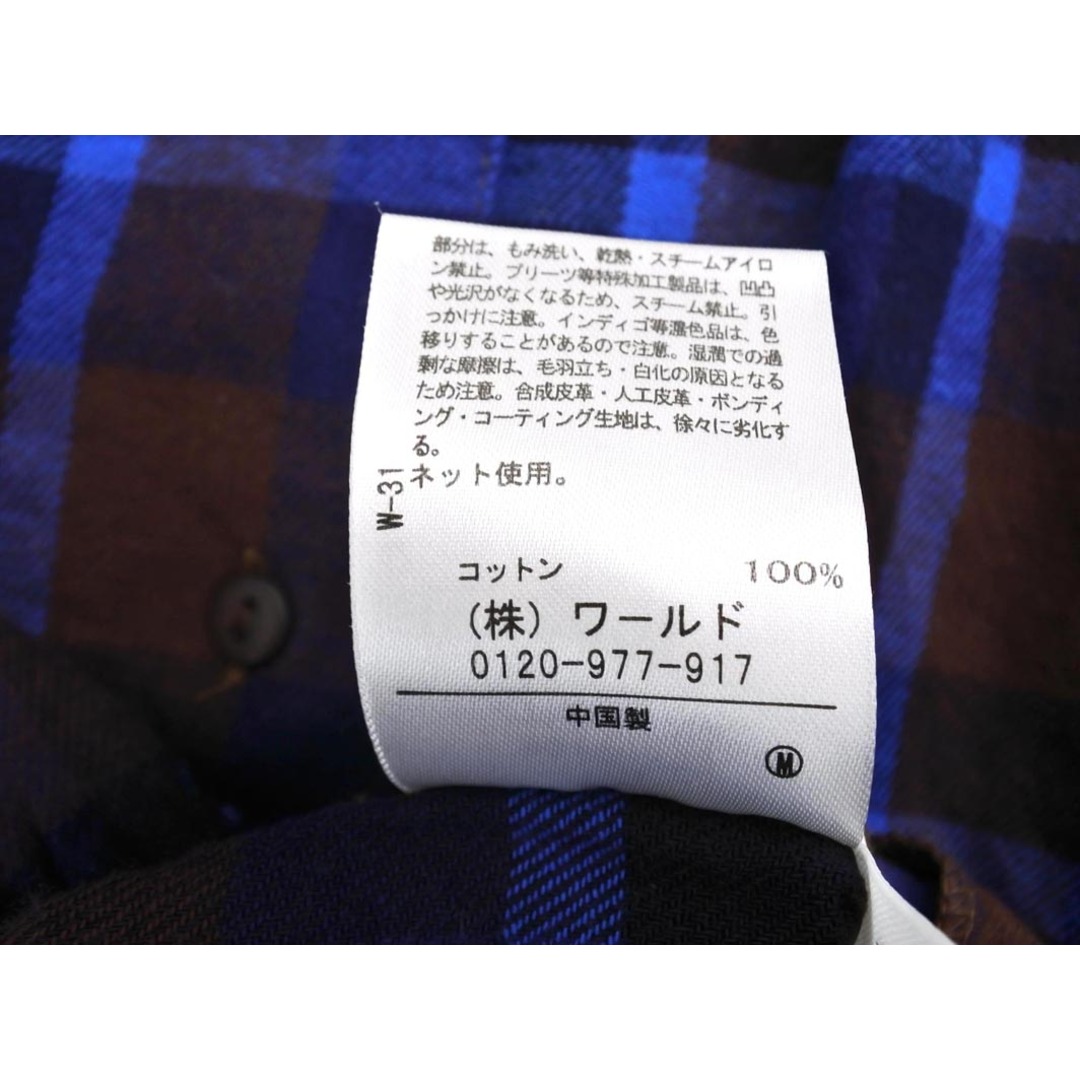 部分は、もみ洗い、乾熱・スチームアイロ
ン禁止。プリーツ等特殊加工製品は、凹凸
や光沢がなくなるため、スチーム禁止。引
っかけに注意。インディゴ等濃色品は、色
移りすることがあるので注意。湿潤での過
剰な摩擦は、毛羽立ち・白化の原因となる
ため注意。合成皮革・人工皮革・ボンディ
ング・コーティング生地は、徐々に劣化す
る。
ネット使用。
W-31
コットン 100%
(株) ワールド
0120-977-917
中国製
M